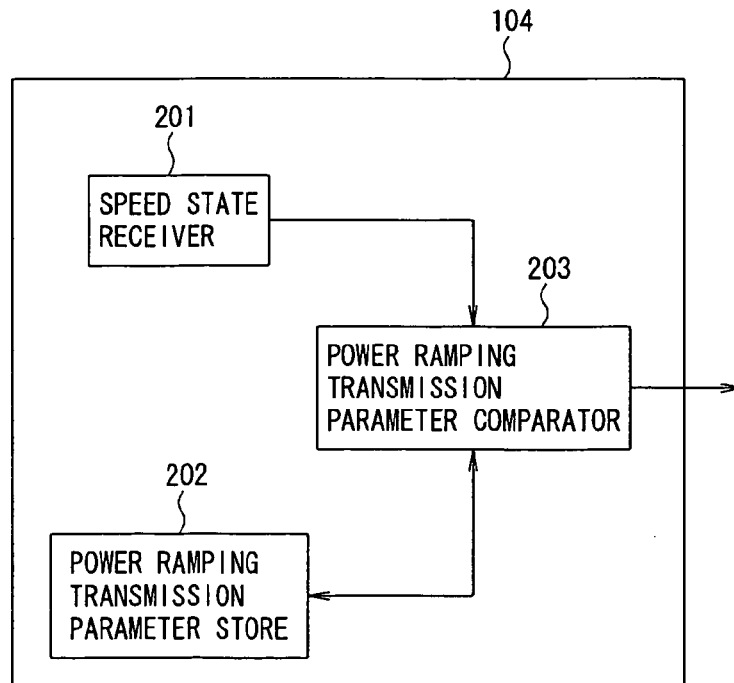 104
201
SPEED STATE
RECEIVER
203
POWER RAMPING
TRANSMISSION
PARAMETER COMPARATOR
202
POWER RAMPING
TRANSMISSION
PARAMETER STORE